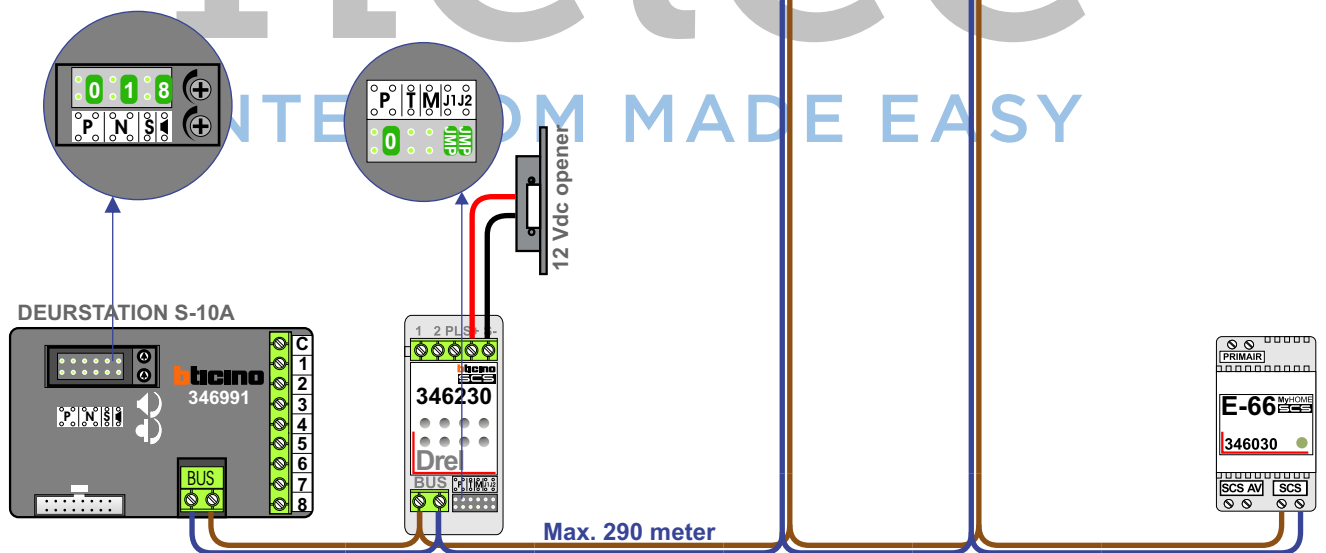 INTERCOM MADE EASY
0 1 8
P N S
P T M J1 J2
0 JMP JMP
12 Vdc opener
DEURSTATION S-10A
bticino
346991
P N S
C
1
2
3
4
5
6
7
8
BUS
1 2 PL S+ S-
bticino
SCS
346230
Drel
BUS
P T M J1 J2
Max. 290 meter
PRIMAIR
E-66 MyHOME
SCS
346030
SCS AV SCS